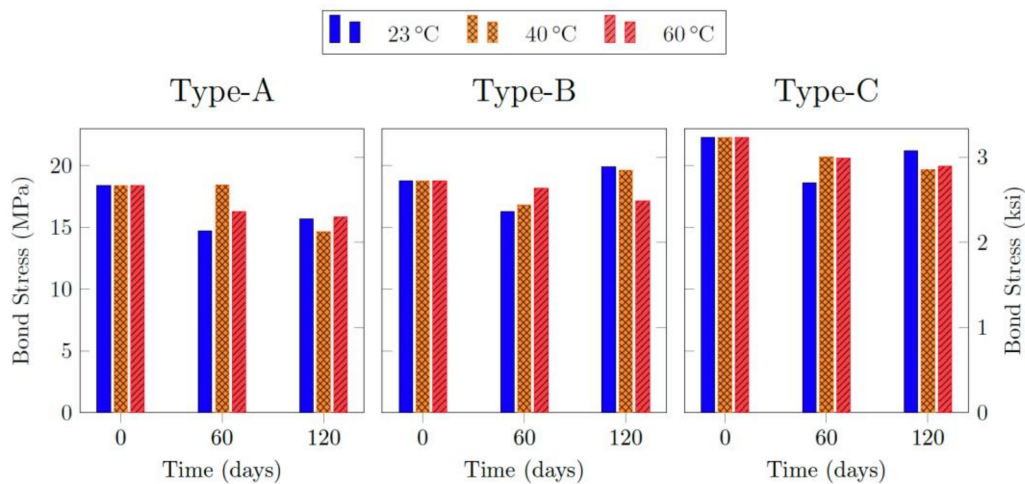 23 °C 40 °C 60 °C
Type-A Type-B Type-C
Bond Stress (MPa)
20
15
10
5
0
0 60 120
Time (days)
0 60 120
Time (days)
0 60 120
Time (days)
3
2
1
0
Bond Stress (ksi)